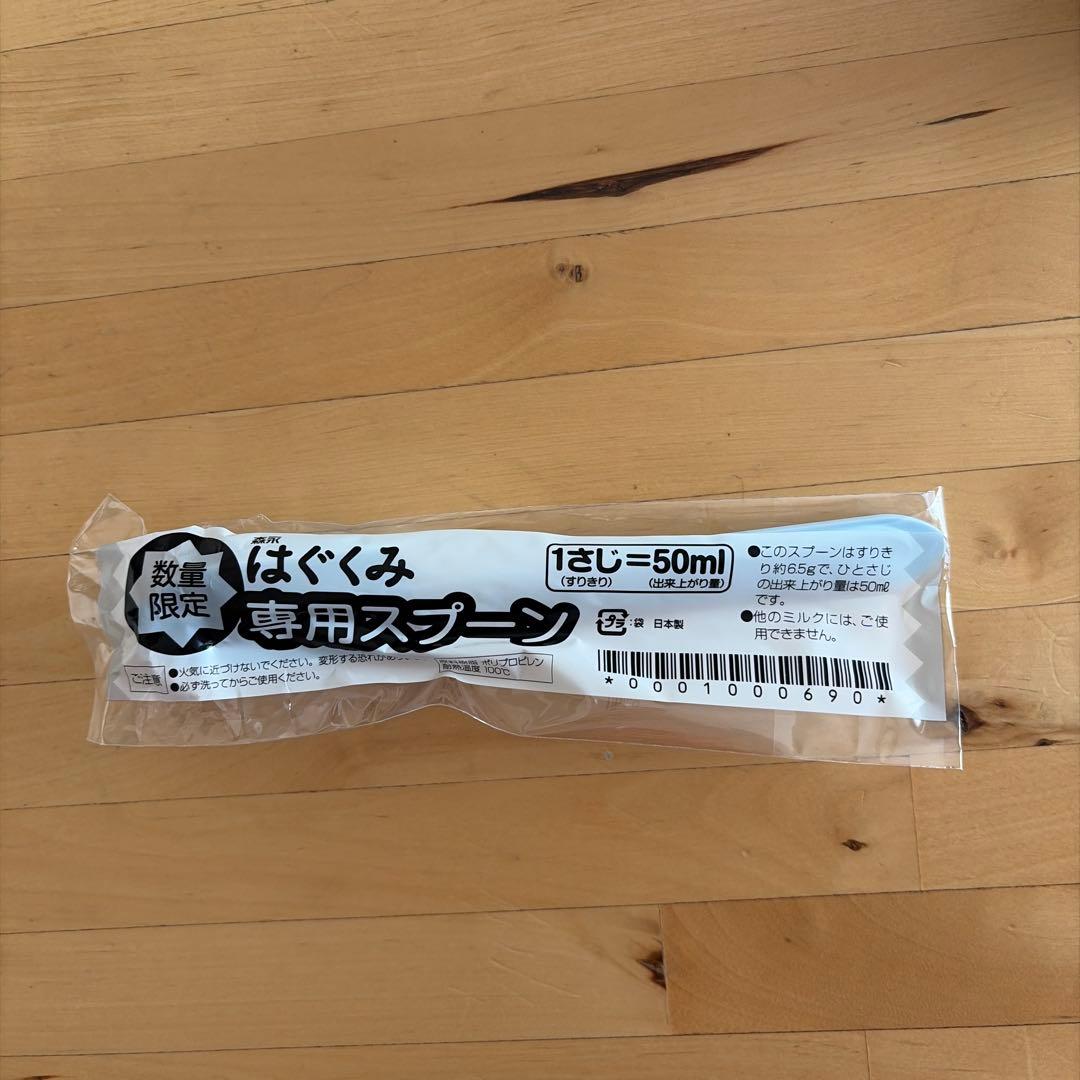 数量
限定
森永
はぐくみ
専用スプーン
1さじ=50ml
(すりきり)
(出来上がり量)
プラ:袋 日本製
●このスプーンはすりき
り約6.5gで、ひとさじ
の出来上がり量は50㎖
です。
●他のミルクには、ご使
用できません。
ご注意
●火気に近づけないでください。変形する恐れがあ
●必ず洗ってからご使用ください。
ポリプロピレン
耐熱温度 100℃
*0001000690*